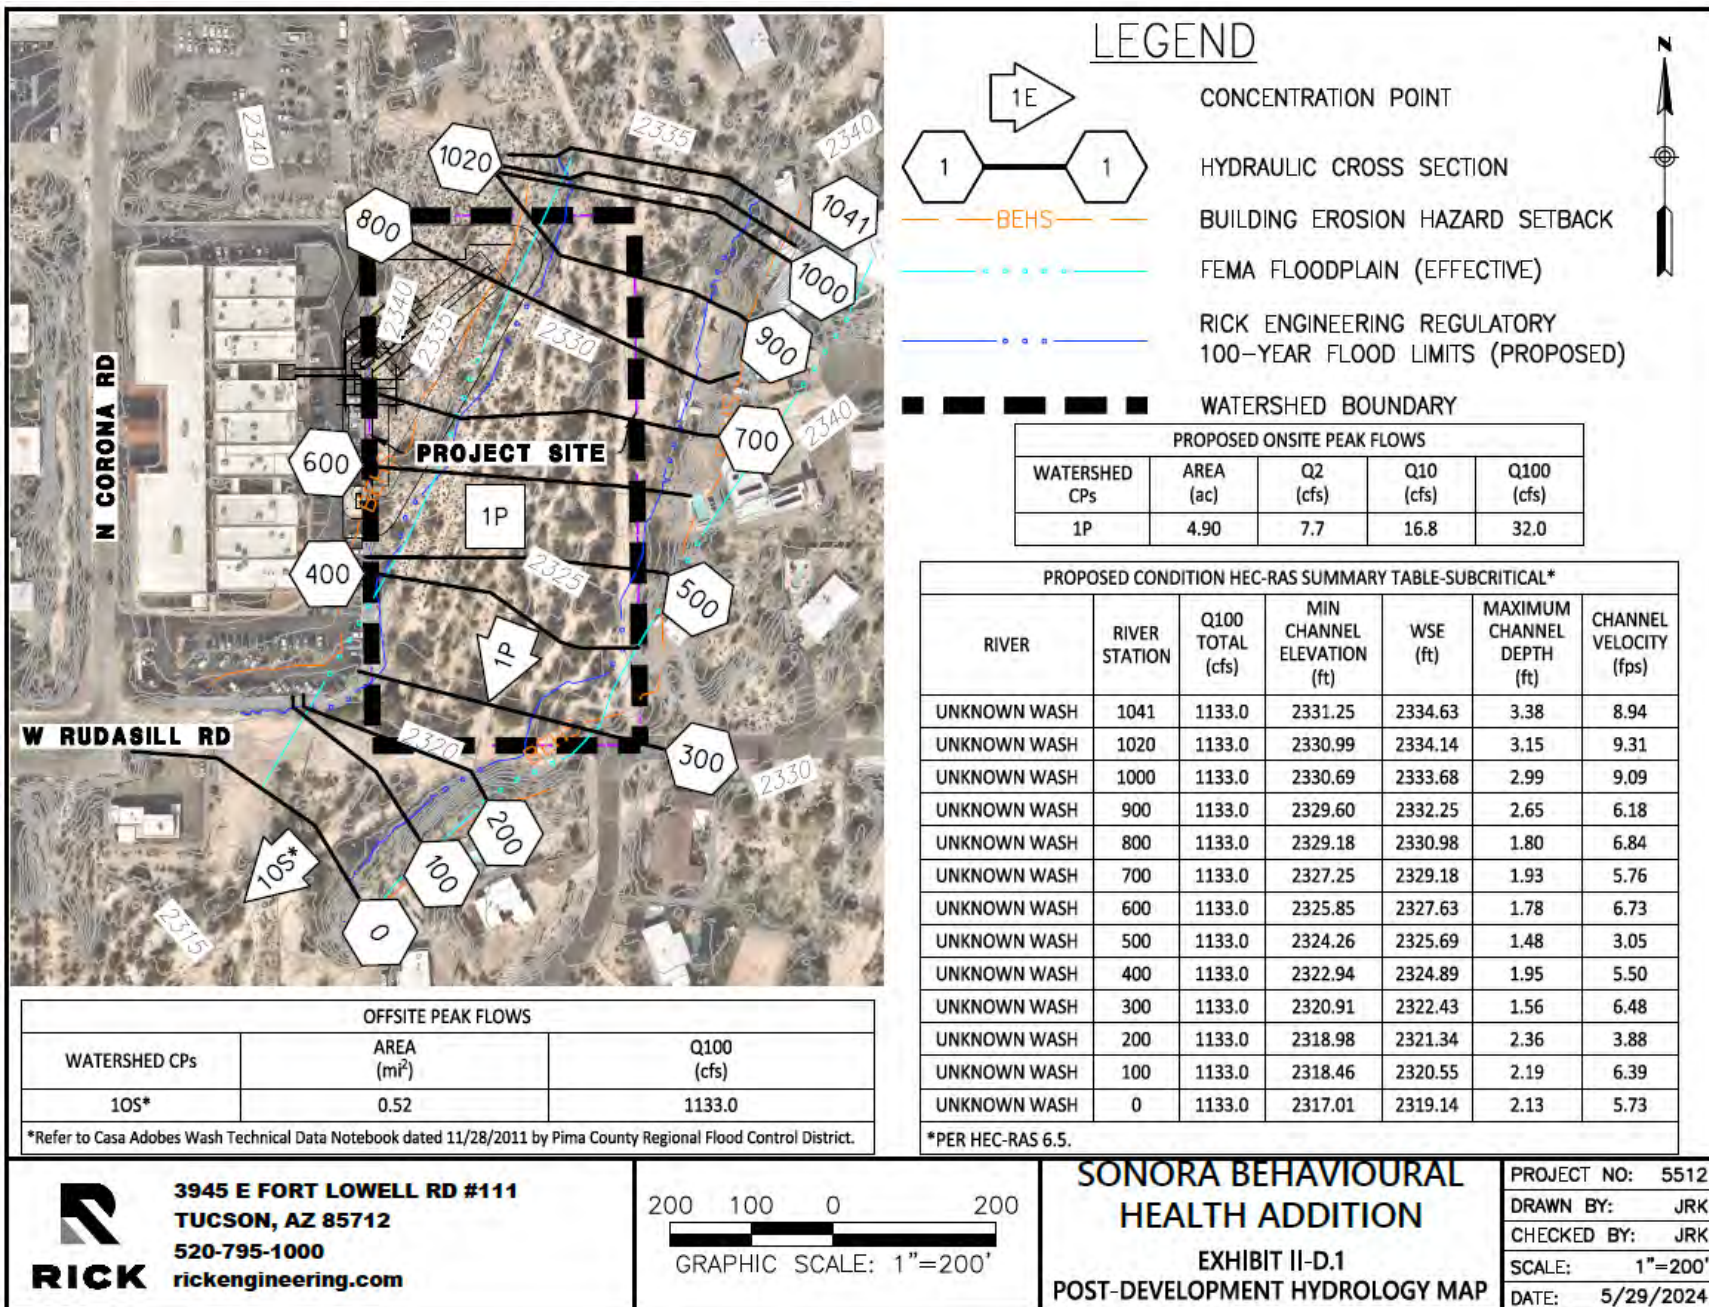 LEGEND
N
1E
CONCENTRATION POINT
1
1
HYDRAULIC CROSS SECTION
BEHS
BUILDING EROSION HAZARD SETBACK
FEMA FLOODPLAIN (EFFECTIVE)
RICK ENGINEERING REGULATORY
100-YEAR FLOOD LIMITS (PROPOSED)
WATERSHED BOUNDARY
2340
2335
2340
1020
1041
800
1000
2340
2335
2330
900
2340
N CORONA RD
700
600
PROJECT SITE
1P
400
2325
500
1P
W RUDASILL RD
2320
300
2330
200
10S*
100
2315
0
PROPOSED ONSITE PEAK FLOWS
WATERSHED CPs AREA (ac) Q2 (cfs) Q10 (cfs) Q100 (cfs)
1P 4.90 7.7 16.8 32.0
PROPOSED CONDITION HEC-RAS SUMMARY TABLE-SUBCRITICAL*
RIVER RIVER STATION Q100 TOTAL (cfs) MIN CHANNEL ELEVATION (ft) WSE (ft) MAXIMUM CHANNEL DEPTH (ft) CHANNEL VELOCITY (fps)
UNKNOWN WASH 1041 1133.0 2331.25 2334.63 3.38 8.94
UNKNOWN WASH 1020 1133.0 2330.99 2334.14 3.15 9.31
UNKNOWN WASH 1000 1133.0 2330.69 2333.68 2.99 9.09
UNKNOWN WASH 900 1133.0 2329.60 2332.25 2.65 6.18
UNKNOWN WASH 800 1133.0 2329.18 2330.98 1.80 6.84
UNKNOWN WASH 700 1133.0 2327.25 2329.18 1.93 5.76
UNKNOWN WASH 600 1133.0 2325.85 2327.63 1.78 6.73
UNKNOWN WASH 500 1133.0 2324.26 2325.69 1.48 3.05
UNKNOWN WASH 400 1133.0 2322.94 2324.89 1.95 5.50
UNKNOWN WASH 300 1133.0 2320.91 2322.43 1.56 6.48
UNKNOWN WASH 200 1133.0 2318.98 2321.34 2.36 3.88
UNKNOWN WASH 100 1133.0 2318.46 2320.55 2.19 6.39
UNKNOWN WASH 0 1133.0 2317.01 2319.14 2.13 5.73
*PER HEC-RAS 6.5.
OFFSITE PEAK FLOWS
WATERSHED CPs AREA (mi²) Q100 (cfs)
10S* 0.52 1133.0
*Refer to Casa Adobes Wash Technical Data Notebook dated 11/28/2011 by Pima County Regional Flood Control District.
RICK
3945 E FORT LOWELL RD #111
TUCSON, AZ 85712
520-795-1000
rickengineering.com
200 100 0 200
GRAPHIC SCALE: 1"=200'
SONORA BEHAVIOURAL
HEALTH ADDITION
EXHIBIT II-D.1
POST-DEVELOPMENT HYDROLOGY MAP
PROJECT NO: 5512
DRAWN BY: JRK
CHECKED BY: JRK
SCALE: 1"=200'
DATE: 5/29/2024